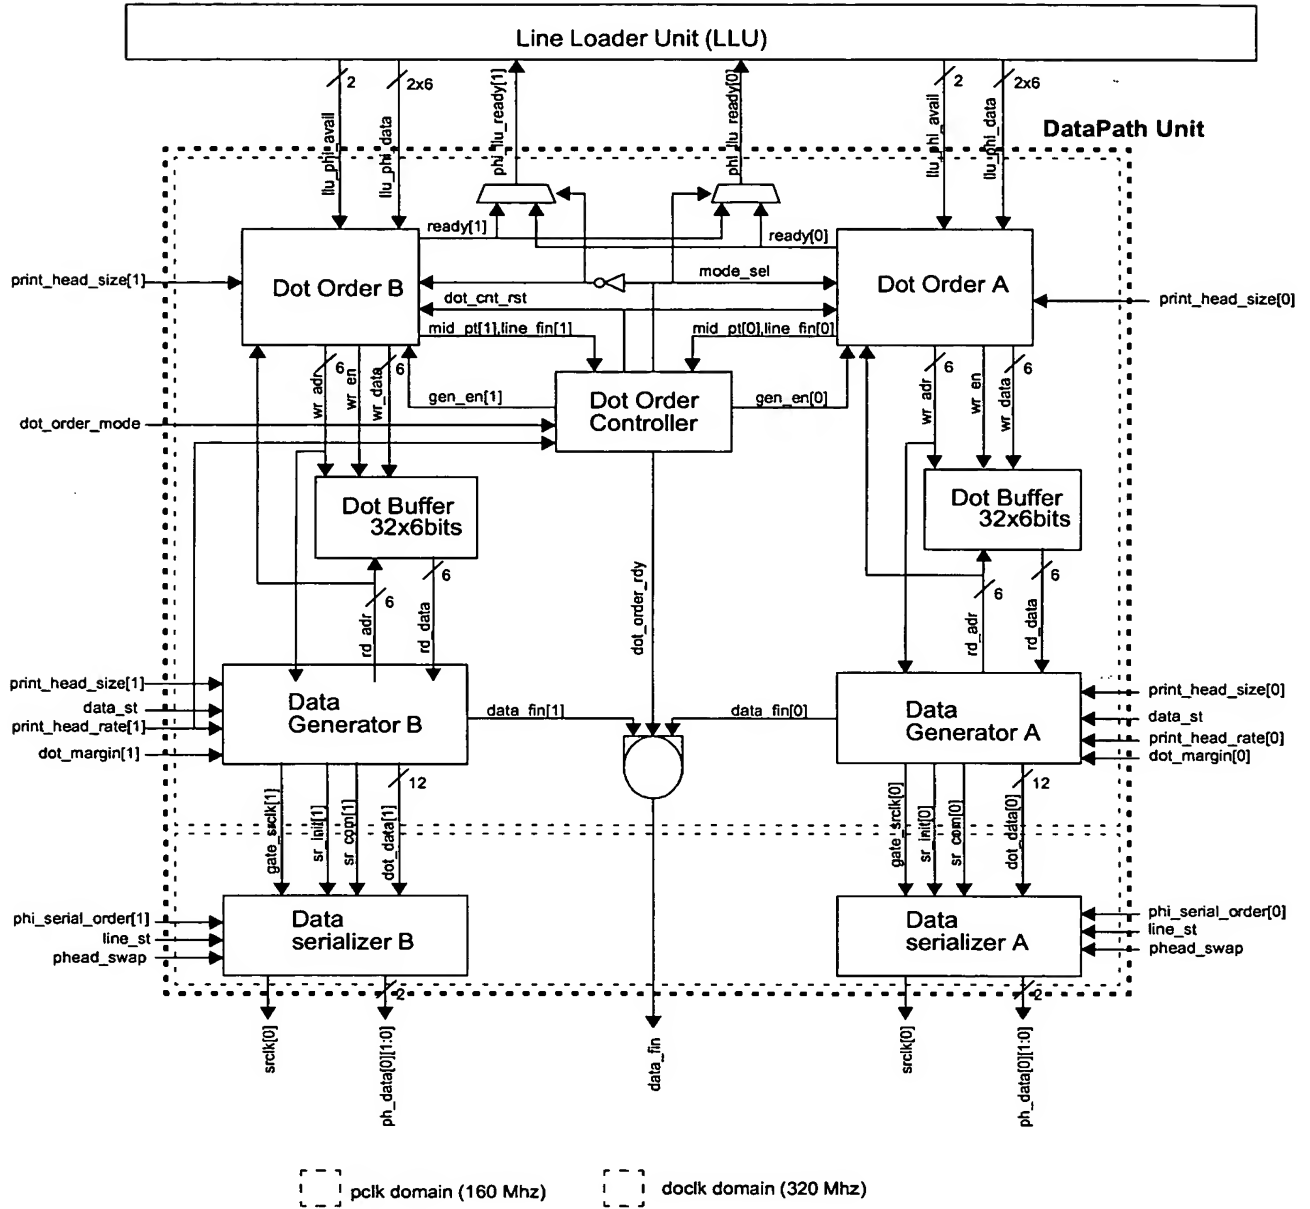 Line Loader Unit (LLU)
2
2x6
2
2x6
llu_phi_avail
llu_phi_data
phi_llu_ready[1]
phi_llu_ready[0]
llu_phi_avail
llu_phi_data
DataPath Unit
ready[1]
ready[0]
print_head_size[1]
Dot Order B
mode_sel
Dot Order A
print_head_size[0]
dot_cnt_rst
mid_pt[1],line_fin[1]
mid_pt[0],line_fin[0]
6
6
6
6
wr_adr
wr_en
wr_data
gen_en[1]
Dot Order
Controller
gen_en[0]
wr_adr
wr_en
wr_data
dot_order_mode
Dot Buffer
32x6bits
Dot Buffer
32x6bits
6
6
6
6
rd_adr
rd_data
dot_order_rdy
rd_adr
rd_data
print_head_size[1]
data_st
print_head_rate[1]
dot_margin[1]
Data
Generator B
data_fin[1]
data_fin[0]
Data
Generator A
print_head_size[0]
data_st
print_head_rate[0]
dot_margin[0]
12
12
gate_srclk[1]
sr_init[1]
sr_com[1]
dot_data[1]
gate_srclk[0]
sr_init[0]
sr_com[0]
dot_data[0]
phi_serial_order[1]
line_st
phead_swap
Data
serializer B
Data
serializer A
phi_serial_order[0]
line_st
phead_swap
2
2
srclk[0]
ph_data[0][1:0]
data_fin
srclk[0]
ph_data[0][1:0]
pclk domain (160 Mhz)
doclk domain (320 Mhz)